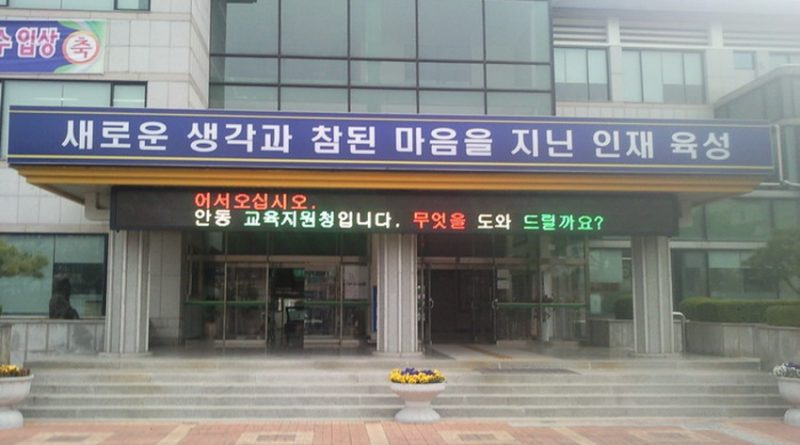 수 입상 축
새로운 생각과 참된 마음을 지닌 인재 육성
어서오십시오.
안동 교육지원청입니다. 무엇을 도와 드릴까요?